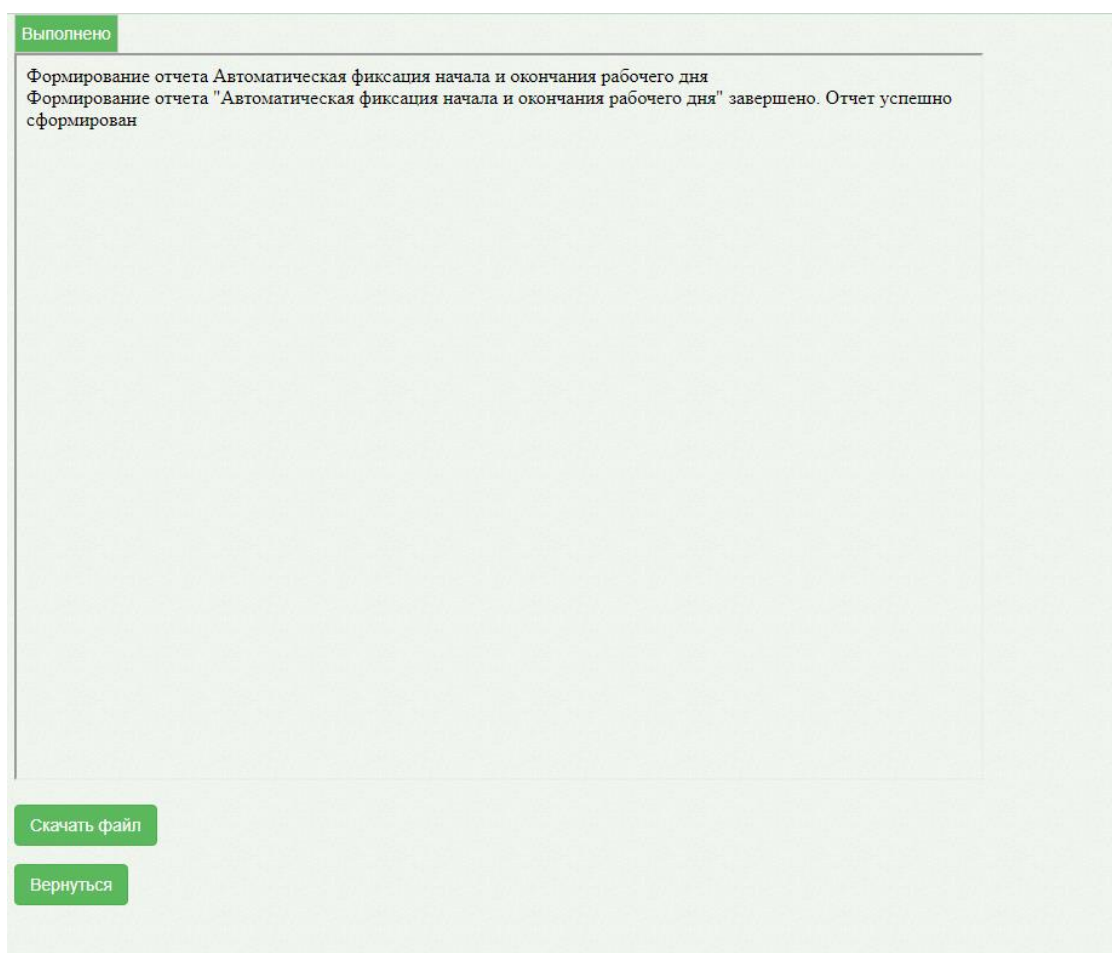 Выполнено
Формирование отчета Автоматическая фиксация начала и окончания рабочего дня
Формирование отчета "Автоматическая фиксация начала и окончания рабочего дня" завершено. Отчет успешно
сформирован
Скачать файл
Вернуться